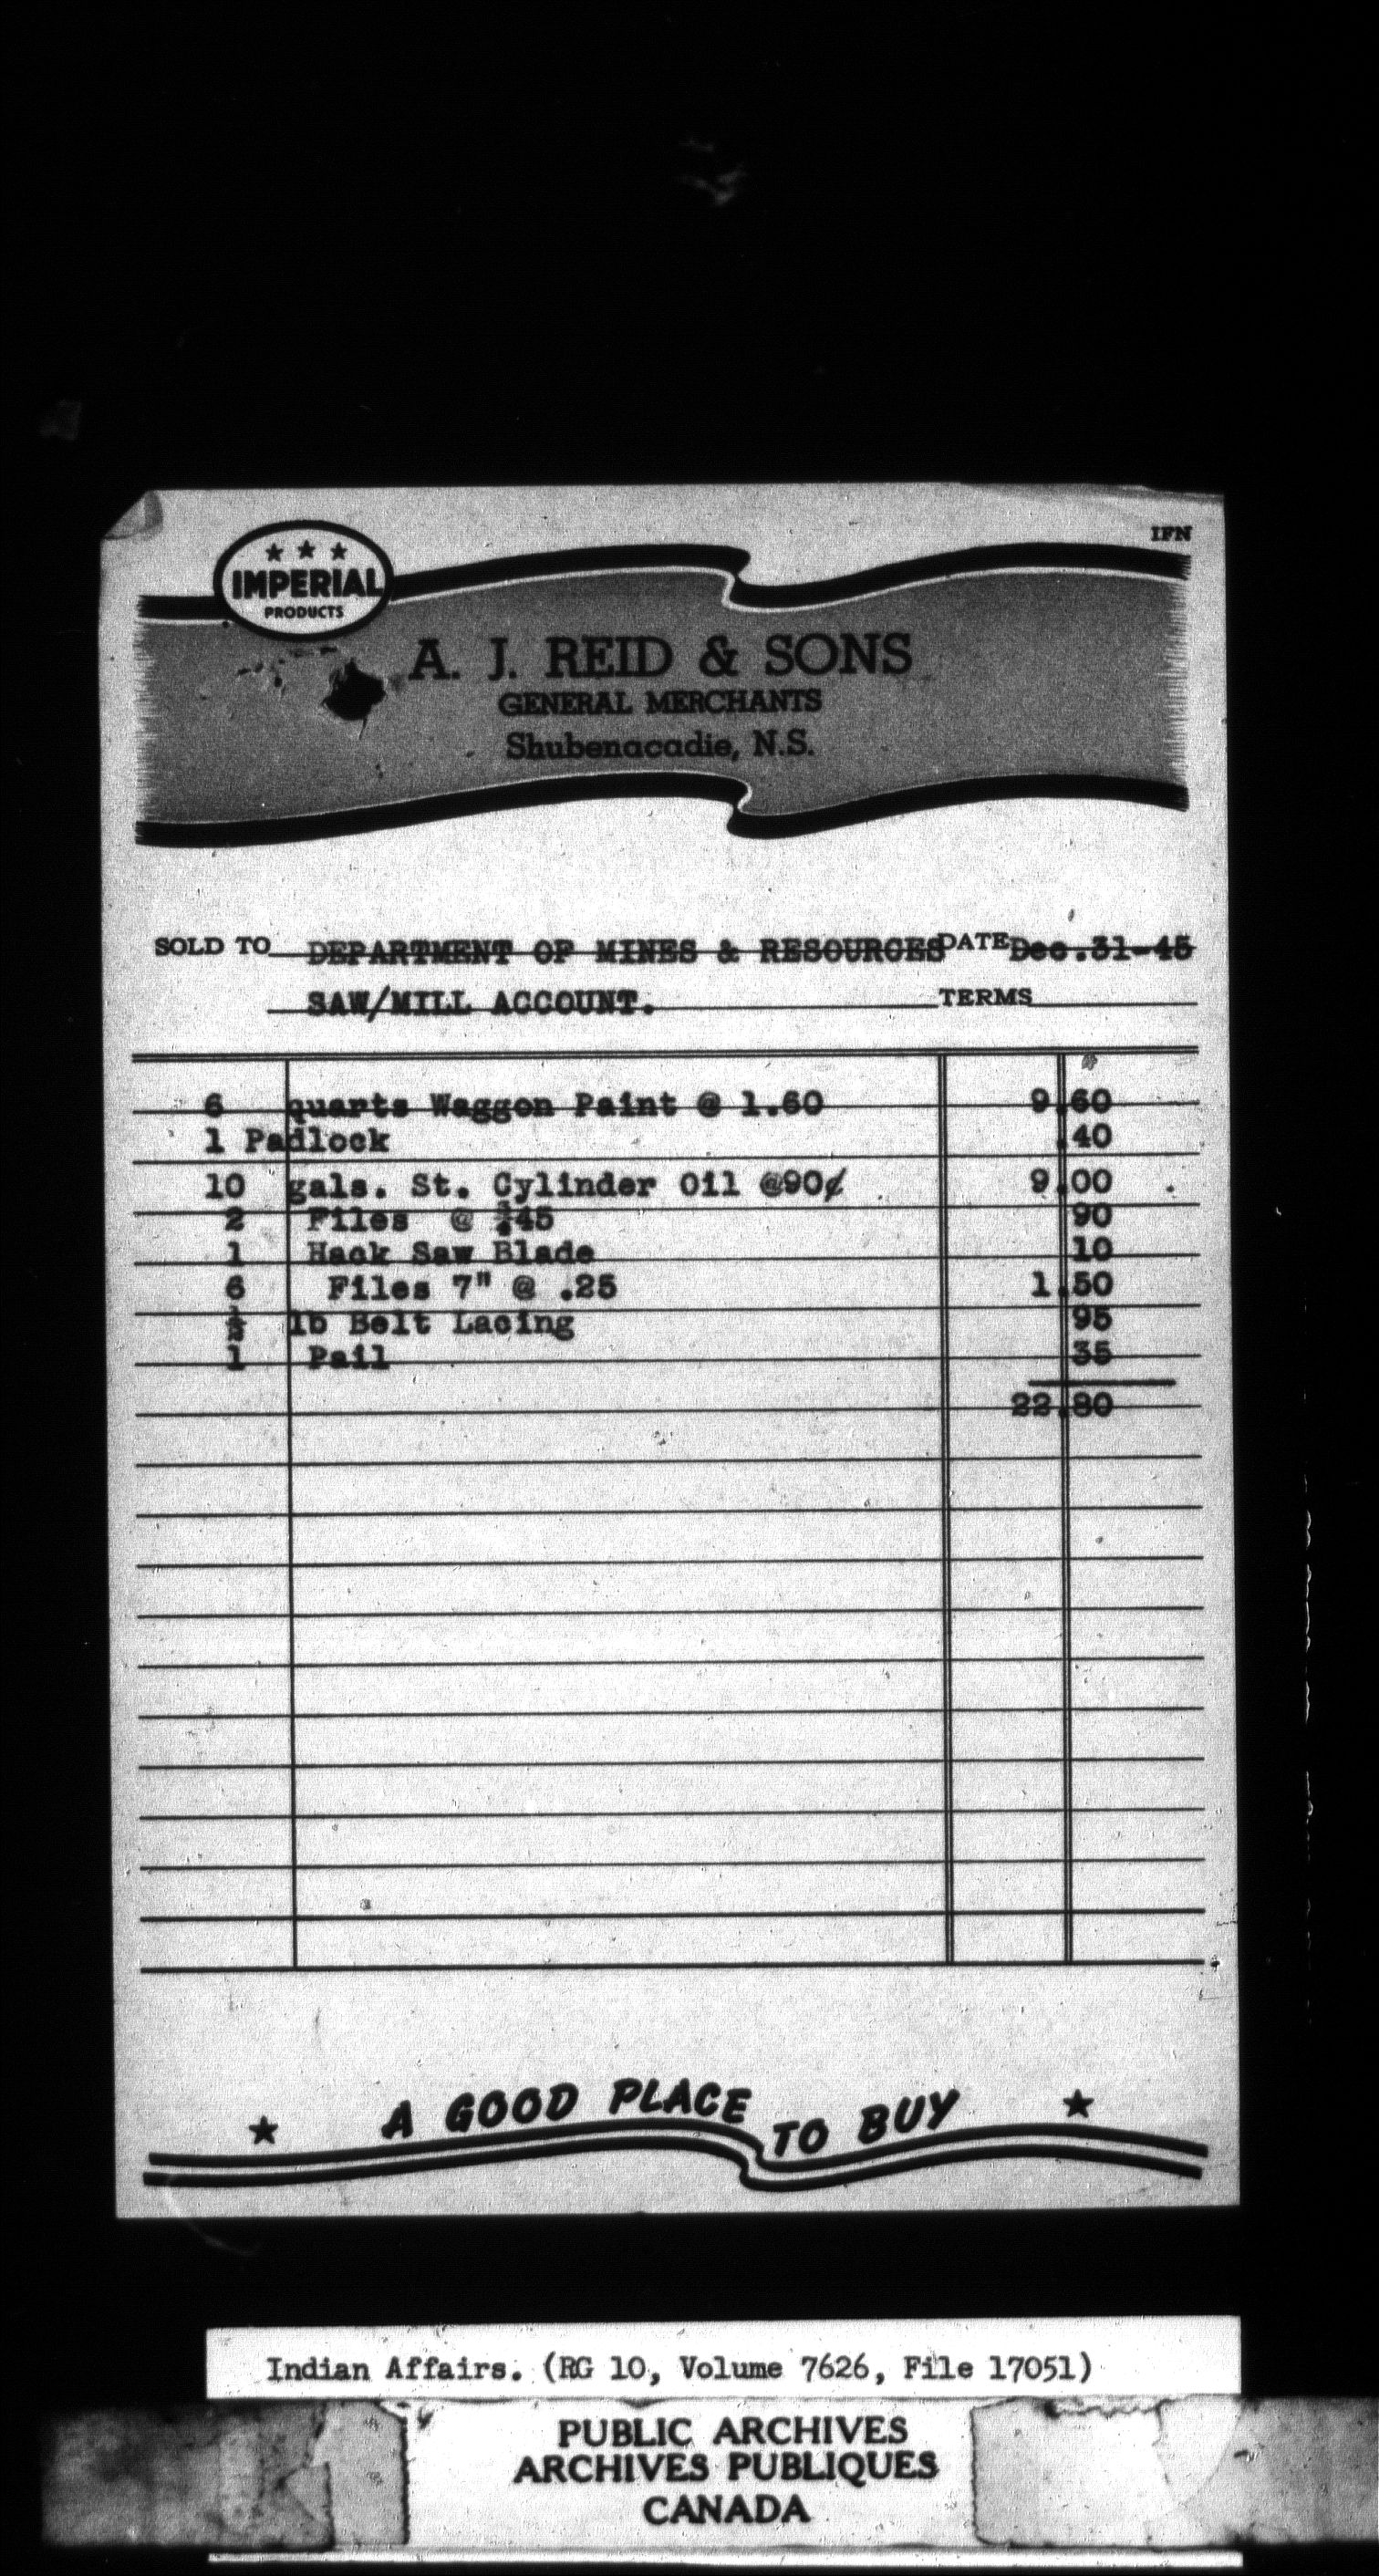 IFN
IMPERIAL
PRODUCTS
A. J. REID & SONS
GENERAL MERCHANTS
Shubenacadie, N.S.
SOLD TO DEPARTMENT OF MINES & RESOURCES DATE Dec.31-45
SAW/MILL ACCOUNT. TERMS
6 quarts Waggon Paint @ 1.60 9.60
1 Padlock .40
10 gals. St. Cylinder Oil @90¢ 9.00
2 Files @ .45 90
1 Hack Saw Blade 10
6 Files 7" @ .25 1.50
½ lb Belt Lacing 95
1 Pail 35
22.80
A GOOD PLACE TO BUY
Indian Affairs. (RG 10, Volume 7626, File 17051)
PUBLIC ARCHIVES
ARCHIVES PUBLIQUES
CANADA